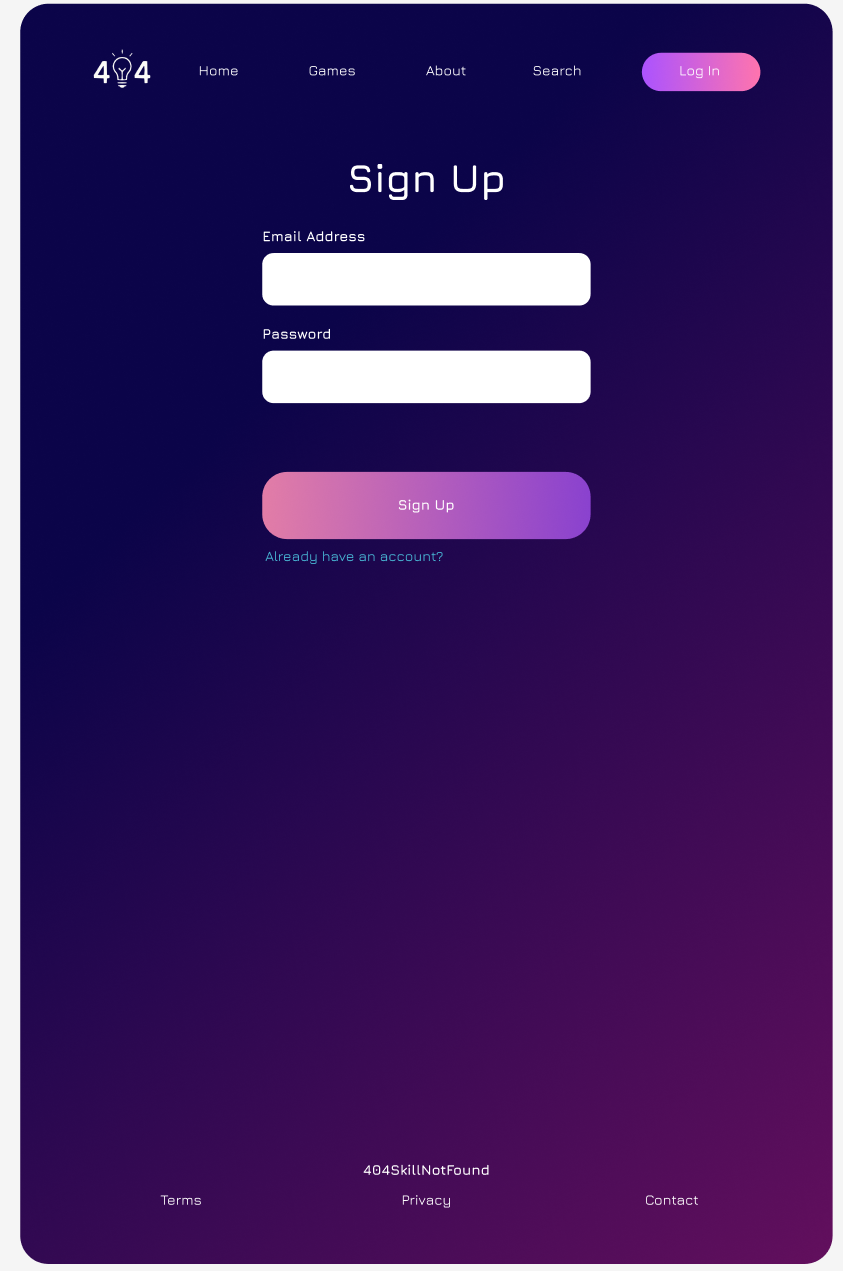 404 Home Games About Search Log In
Sign Up
Email Address
Password
Sign Up
Already have an account?
404SkillNotFound
Terms Privacy Contact